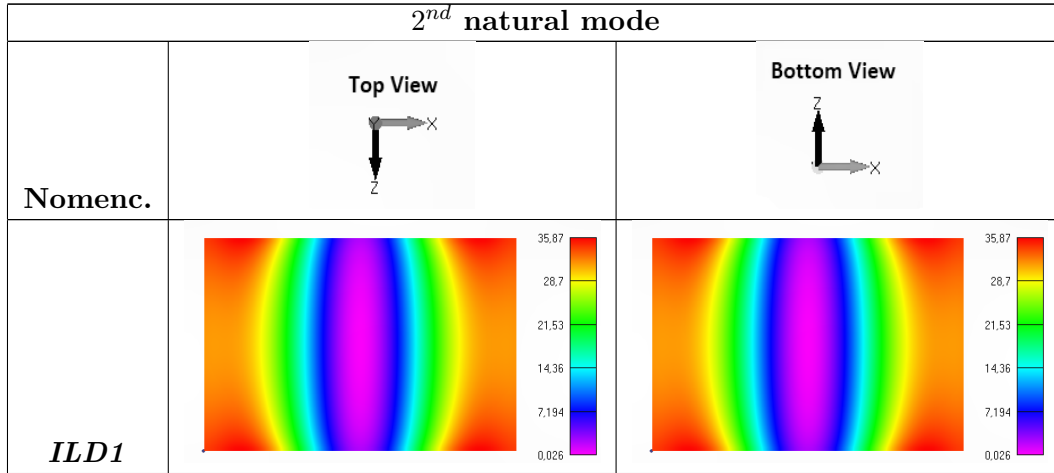 2nd natural mode
Nomenc.
Top View
Y X
Z
Bottom View
Z
X
ILD1
35,87
28,7
21,53
14,36
7,194
0,026
35,87
28,7
21,53
14,36
7,194
0,026